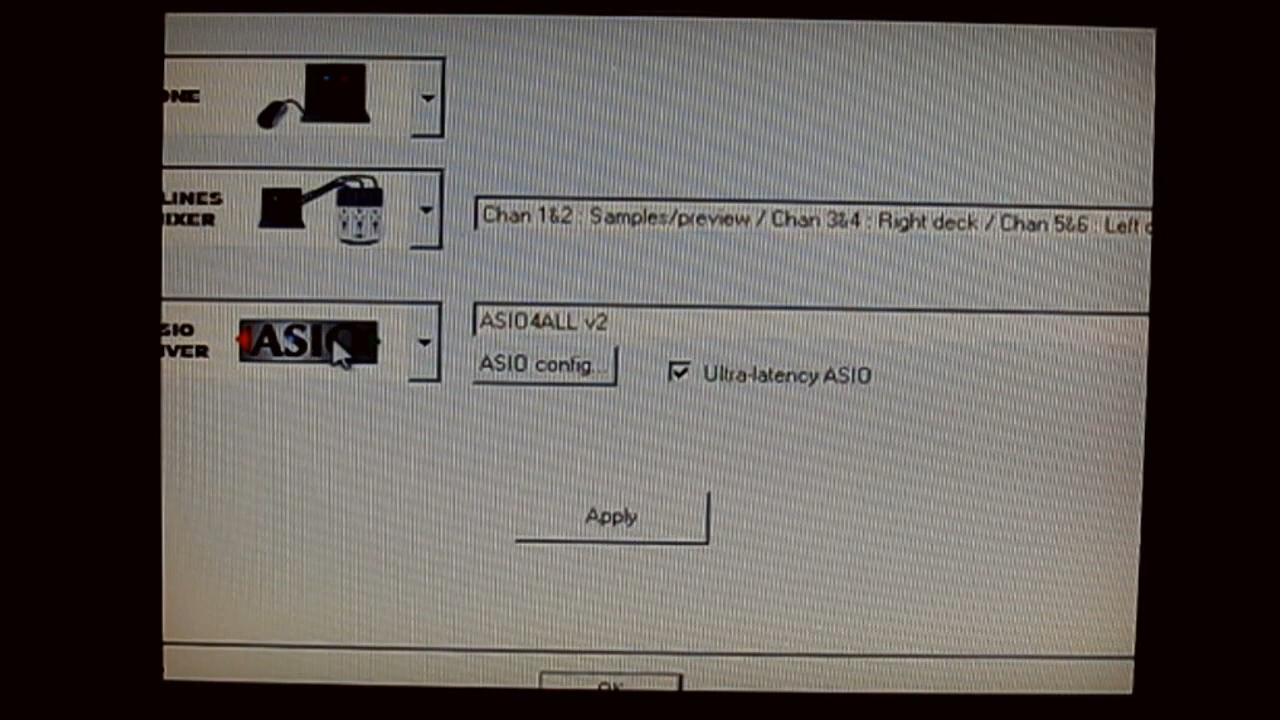 ONE
LINES
IXER
Chan 1&2 : Samples/preview / Chan 3&4 : Right deck / Chan 5&6 : Left
SIO
IVER
ASIO
ASIO4ALL v2
ASIO config...
Ultra-latency ASIO
Apply
OK